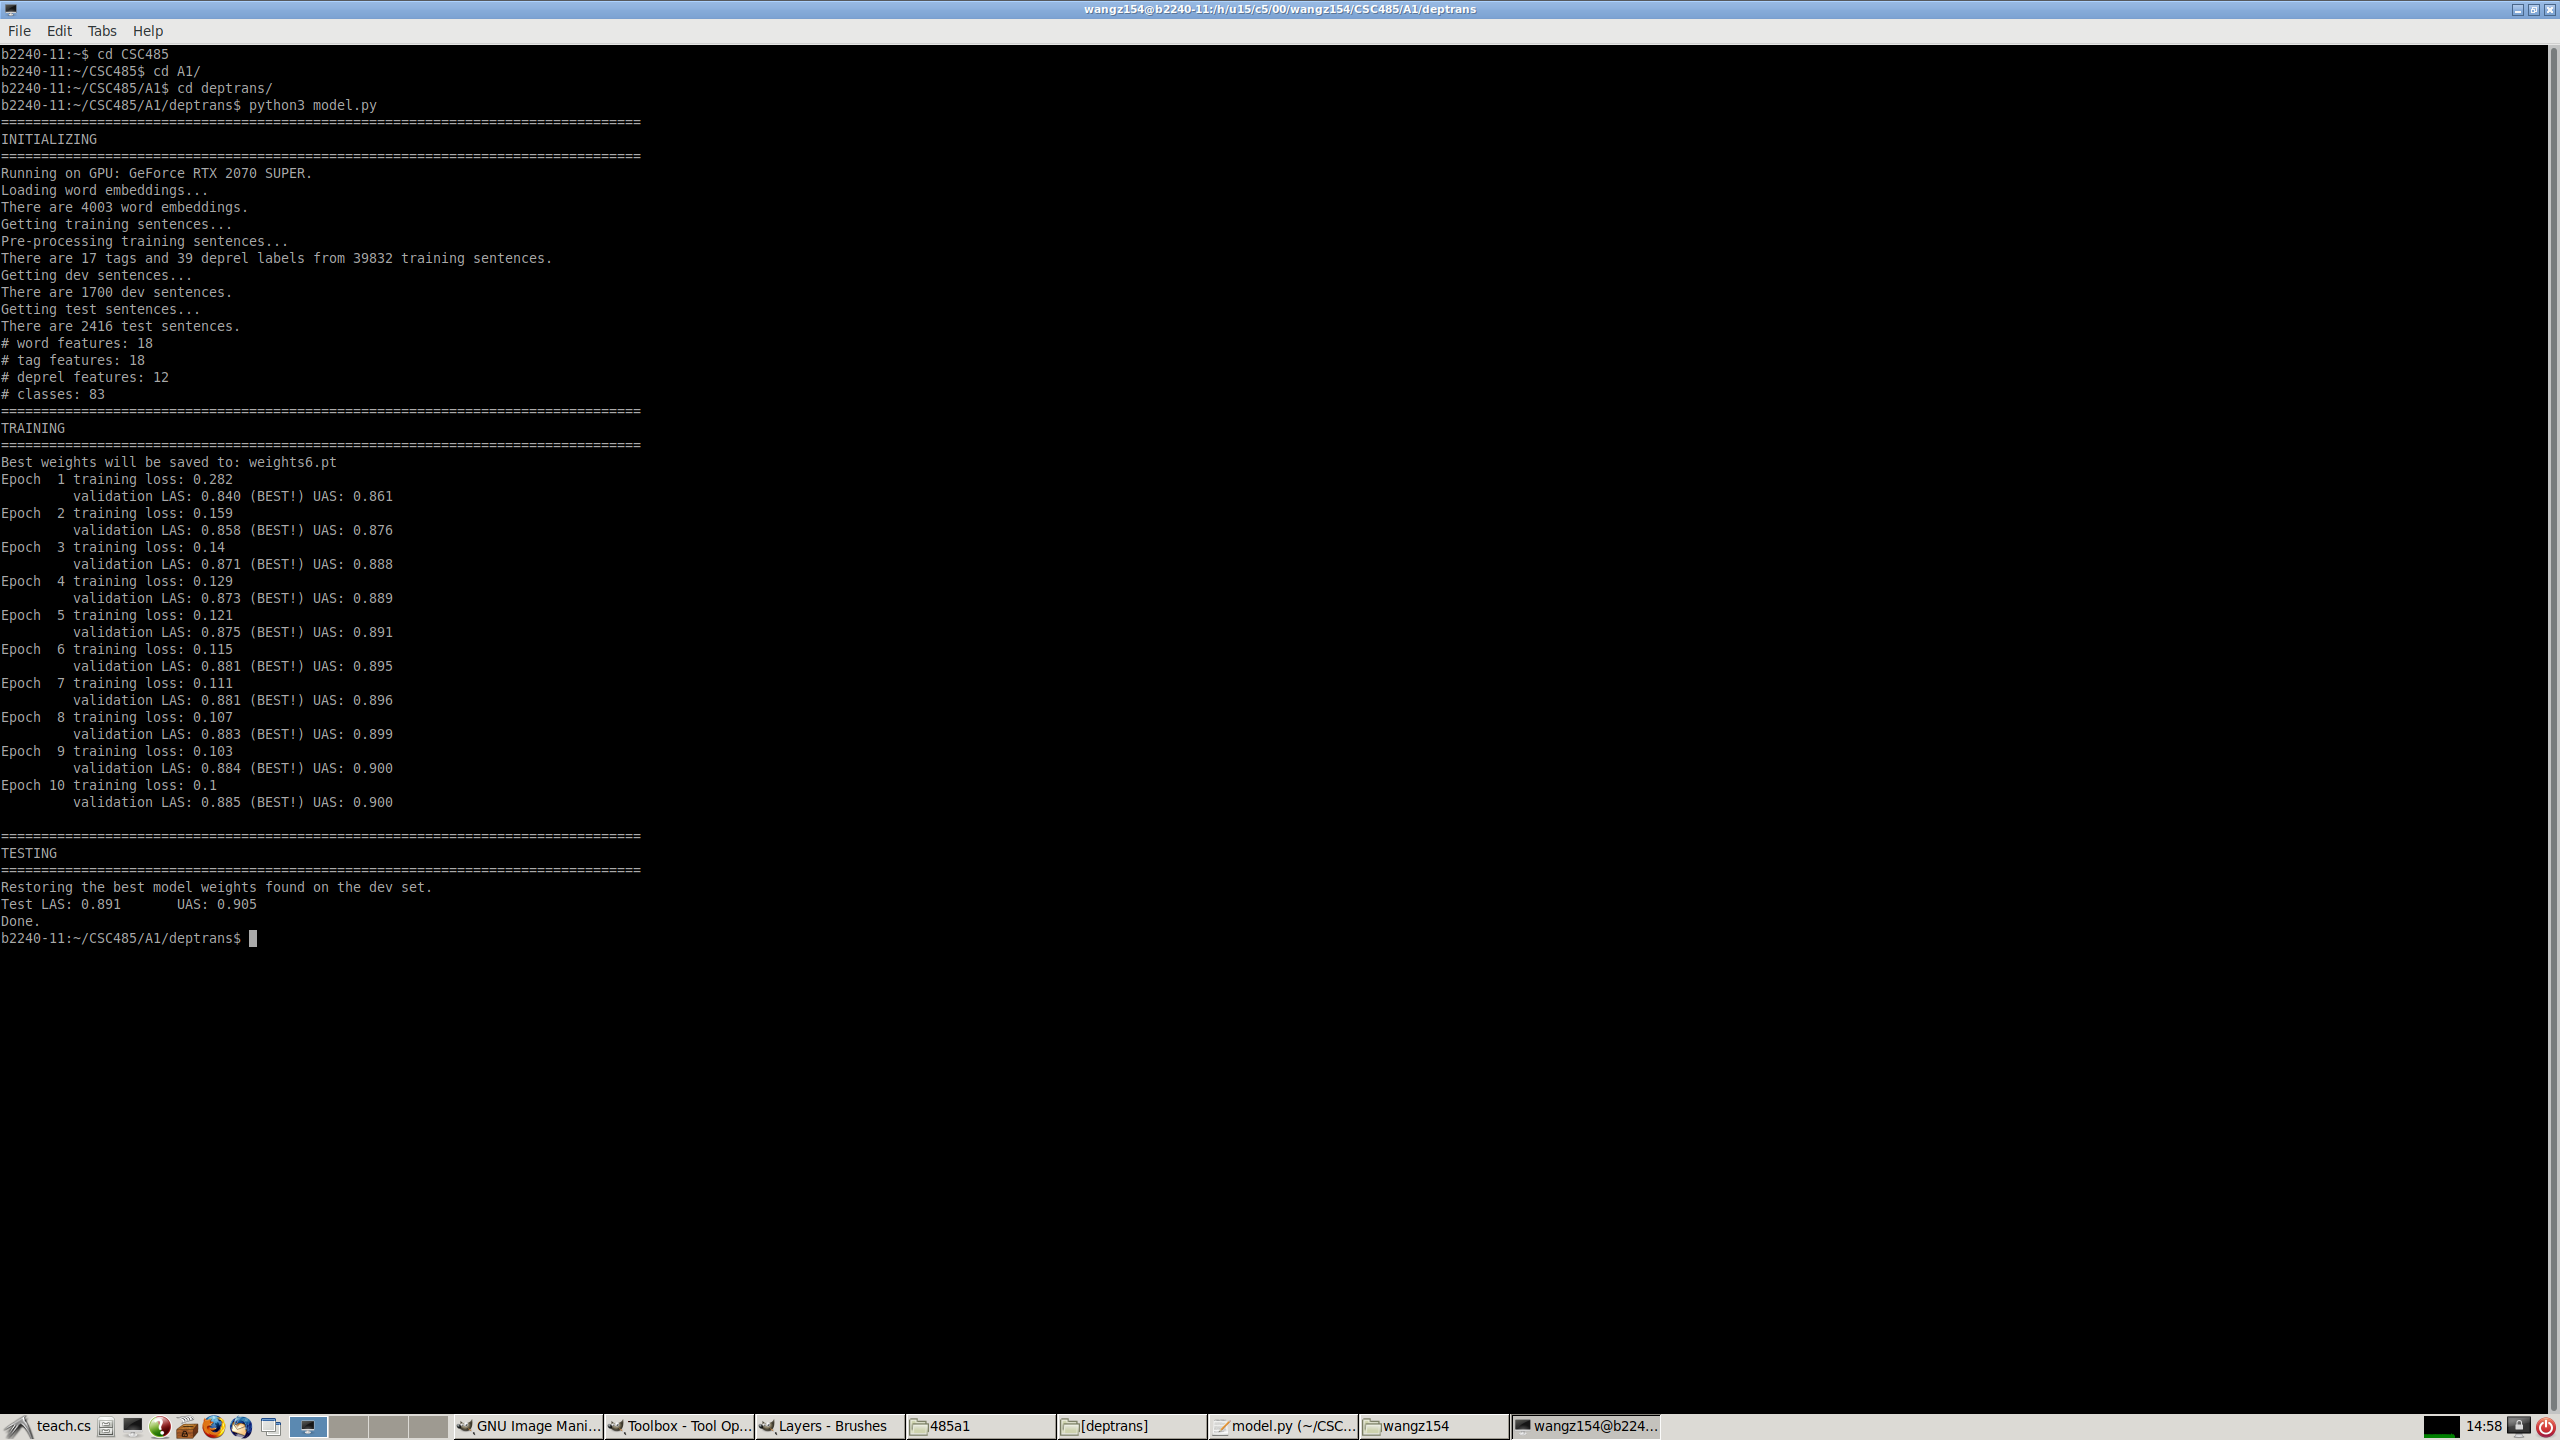 wangz154@b2240-11:/h/u15/c5/00/wangz154/CSC485/A1/deptrans
File Edit Tabs Help
b2240-11:~$ cd CSC485
b2240-11:~/CSC485$ cd A1/
b2240-11:~/CSC485/A1$ cd deptrans/
b2240-11:~/CSC485/A1/deptrans$ python3 model.py
================================================================================
INITIALIZING
================================================================================
Running on GPU: GeForce RTX 2070 SUPER.
Loading word embeddings...
There are 4003 word embeddings.
Getting training sentences...
Pre-processing training sentences...
There are 17 tags and 39 deprel labels from 39832 training sentences.
Getting dev sentences...
There are 1700 dev sentences.
Getting test sentences...
There are 2416 test sentences.
# word features: 18
# tag features: 18
# deprel features: 12
# classes: 83
================================================================================
TRAINING
================================================================================
Best weights will be saved to: weights6.pt
Epoch  1 training loss: 0.282
         validation LAS: 0.840 (BEST!) UAS: 0.861
Epoch  2 training loss: 0.159
         validation LAS: 0.858 (BEST!) UAS: 0.876
Epoch  3 training loss: 0.14
         validation LAS: 0.871 (BEST!) UAS: 0.888
Epoch  4 training loss: 0.129
         validation LAS: 0.873 (BEST!) UAS: 0.889
Epoch  5 training loss: 0.121
         validation LAS: 0.875 (BEST!) UAS: 0.891
Epoch  6 training loss: 0.115
         validation LAS: 0.881 (BEST!) UAS: 0.895
Epoch  7 training loss: 0.111
         validation LAS: 0.881 (BEST!) UAS: 0.896
Epoch  8 training loss: 0.107
         validation LAS: 0.883 (BEST!) UAS: 0.899
Epoch  9 training loss: 0.103
         validation LAS: 0.884 (BEST!) UAS: 0.900
Epoch 10 training loss: 0.1
         validation LAS: 0.885 (BEST!) UAS: 0.900
================================================================================
TESTING
================================================================================
Restoring the best model weights found on the dev set.
Test LAS: 0.891       UAS: 0.905
Done.
b2240-11:~/CSC485/A1/deptrans$
teach.cs GNU Image Mani... Toolbox - Tool Op... Layers - Brushes 485a1 [deptrans] model.py (~/CSC... wangz154 wangz154@b224... 14:58